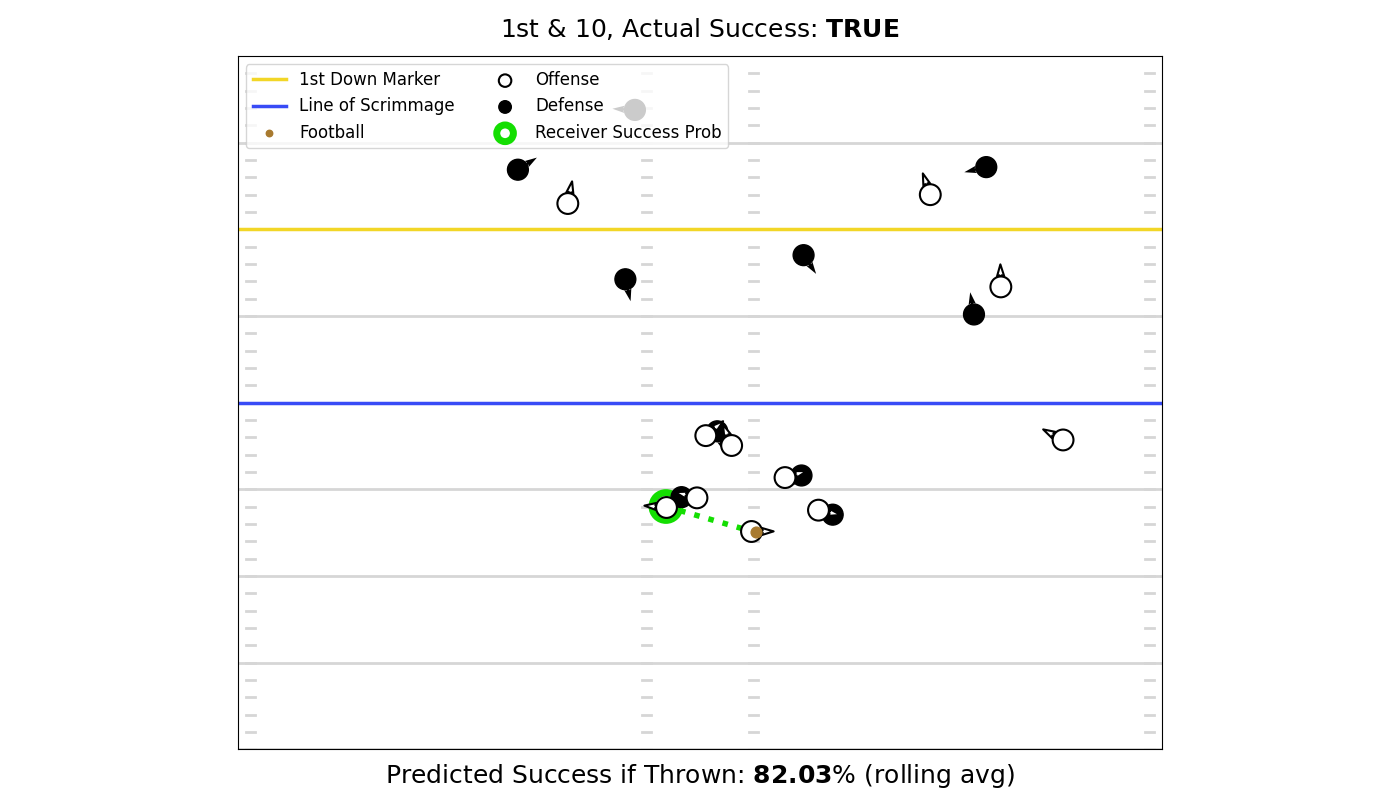 1st & 10, Actual Success: TRUE
1st Down Marker
Line of Scrimmage
Football
Offense
Defense
Receiver Success Prob
Predicted Success if Thrown: 82.03% (rolling avg)